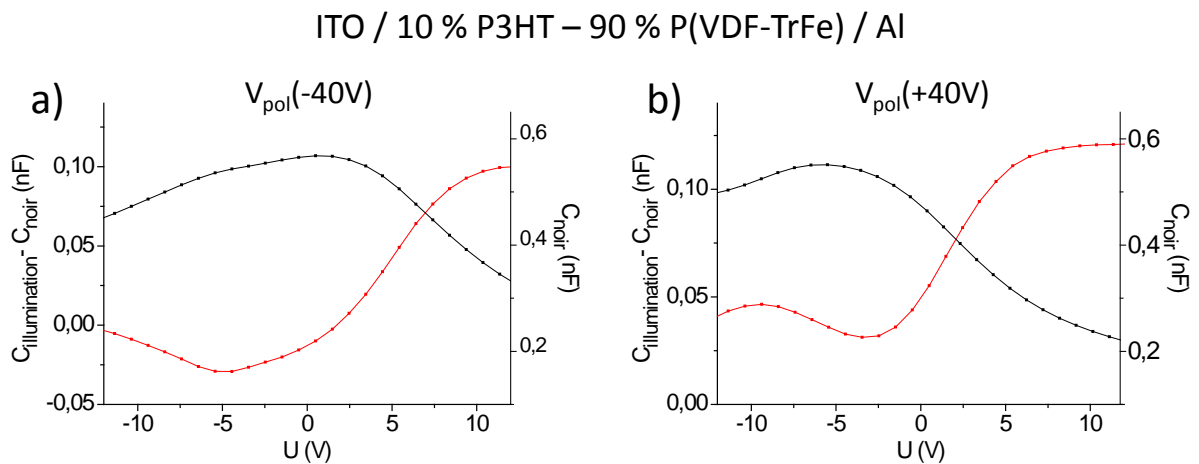 ITO / 10 % P3HT – 90 % P(VDF-TrFe) / Al
a)
Vpol(-40V)
0,10
0,05
0,00
-0,05
Cillumination- Cnoir (nF)
0,6
0,4
0,2
Cnoir (nF)
-10
-5
0
5
10
U (V)
b)
Vpol(+40V)
0,10
0,05
0,00
Cillumination- Cnoir (nF)
0,6
0,4
0,2
Cnoir (nF)
-10
-5
0
5
10
U (V)